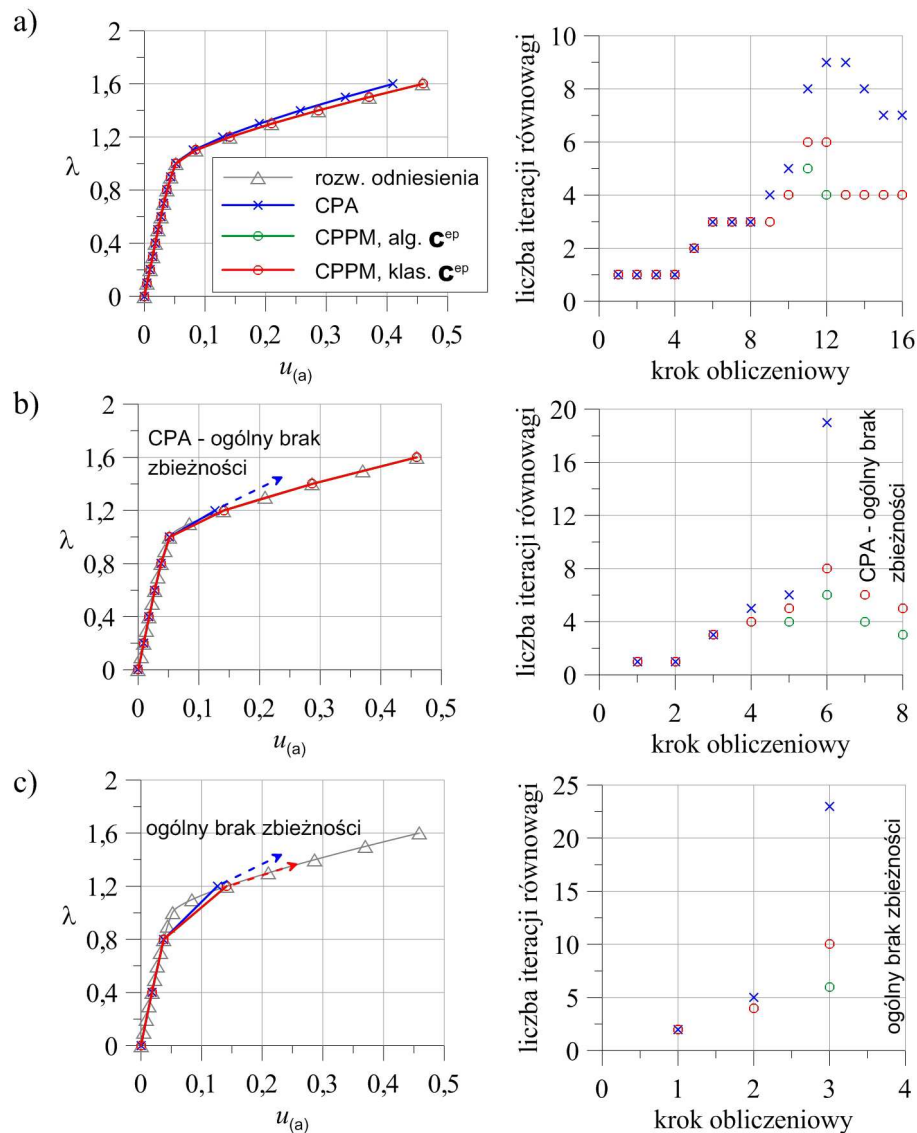 a)
2
1.6
1.2
0,8
0,4
0
λ
0 0,1 0,2 0,3 0,4 0,5
u(a)
rozw. odniesienia
CPA
CPPM, alg. Cᵉᵖ
CPPM, klas. Cᵉᵖ
liczba iteracji równowagi
10
8
6
4
2
0
0 4 8 12 16
krok obliczeniowy
b)
2
1,6
1,2
0,8
0,4
0
λ
CPA - ogólny brak
zbieżności
0 0,1 0,2 0,3 0,4 0,5
u(a)
liczba iteracji równowagi
20
16
12
8
4
0
CPA - ogólny brak
zbieżności
0 2 4 6 8
krok obliczeniowy
c)
2
1.6
1,2
0,8
0,4
0
λ
ogólny brak zbieżności
0 0,1 0,2 0,3 0,4 0,5
u(a)
liczba iteracji równowagi
25
20
15
10
5
0
ogólny brak zbieżności
0 1 2 3 4
krok obliczeniowy